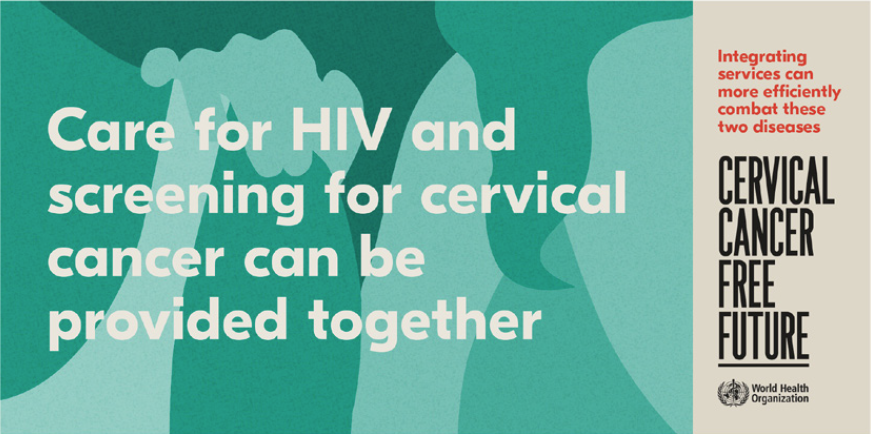 Care for HIV and
screening for cervical
cancer can be
provided together
Integrating
services can
more efficiently
combat these
two diseases
CERVICAL
CANCER
FREE
FUTURE
World Health
Organization